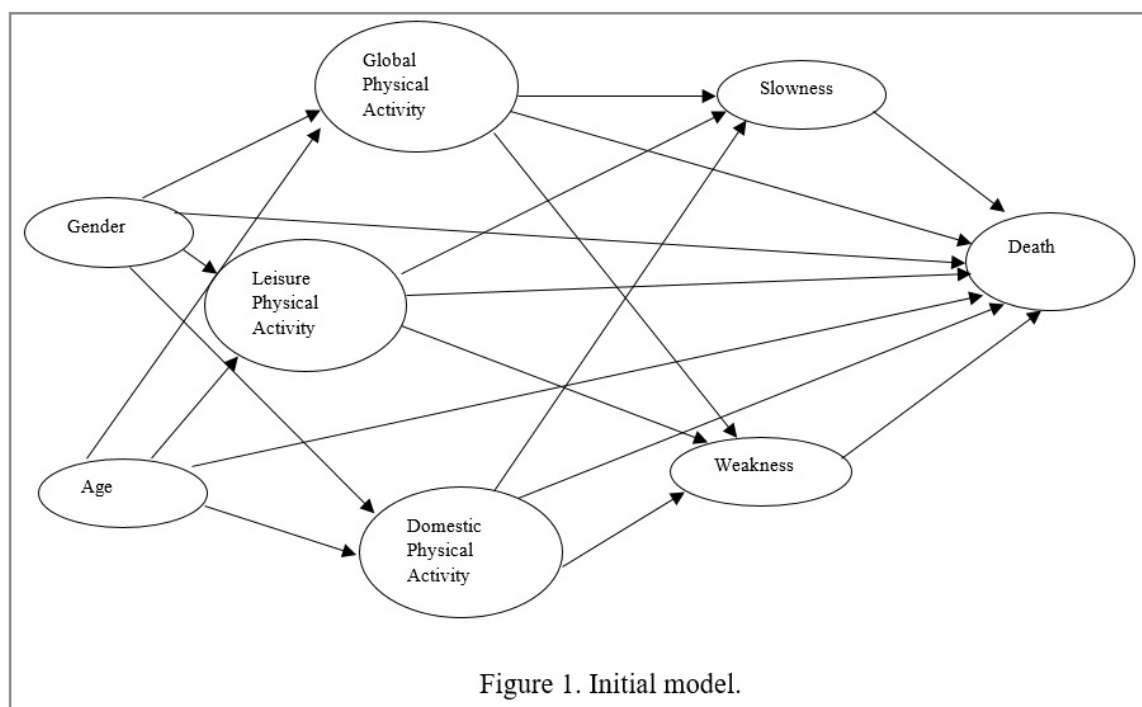 Global
Physical
Activity
Slowness
Gender
Death
Leisure
Physical
Activity
Weakness
Age
Domestic
Physical
Activity
Figure 1. Initial model.